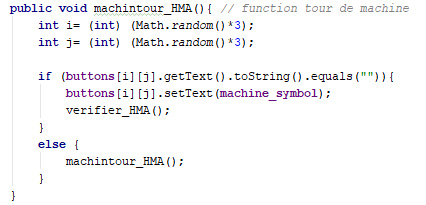 public void machintour_HMA(){ // function tour de machine
    int i= (int) (Math.random()*3);
    int j= (int) (Math.random()*3);

    if (buttons[i][j].getText().toString().equals("")){
        buttons[i][j].setText(machine_symbol);
        verifier_HMA();
    }
    else {
        machintour_HMA();
    }
}